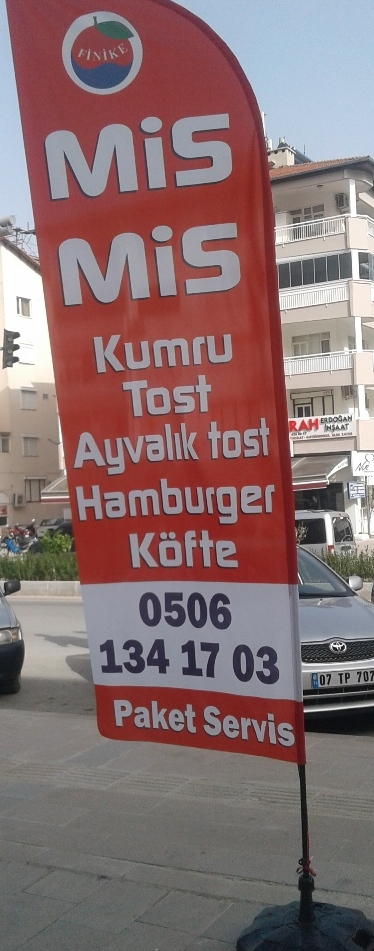 FİNİKE
MiS
MiS
Kumru
Tost
Ayvalık tost
Hamburger
Köfte
0506
134 17 03
Paket Servis
RAH ERDOĞAN
İNŞAAT
07 TP 707